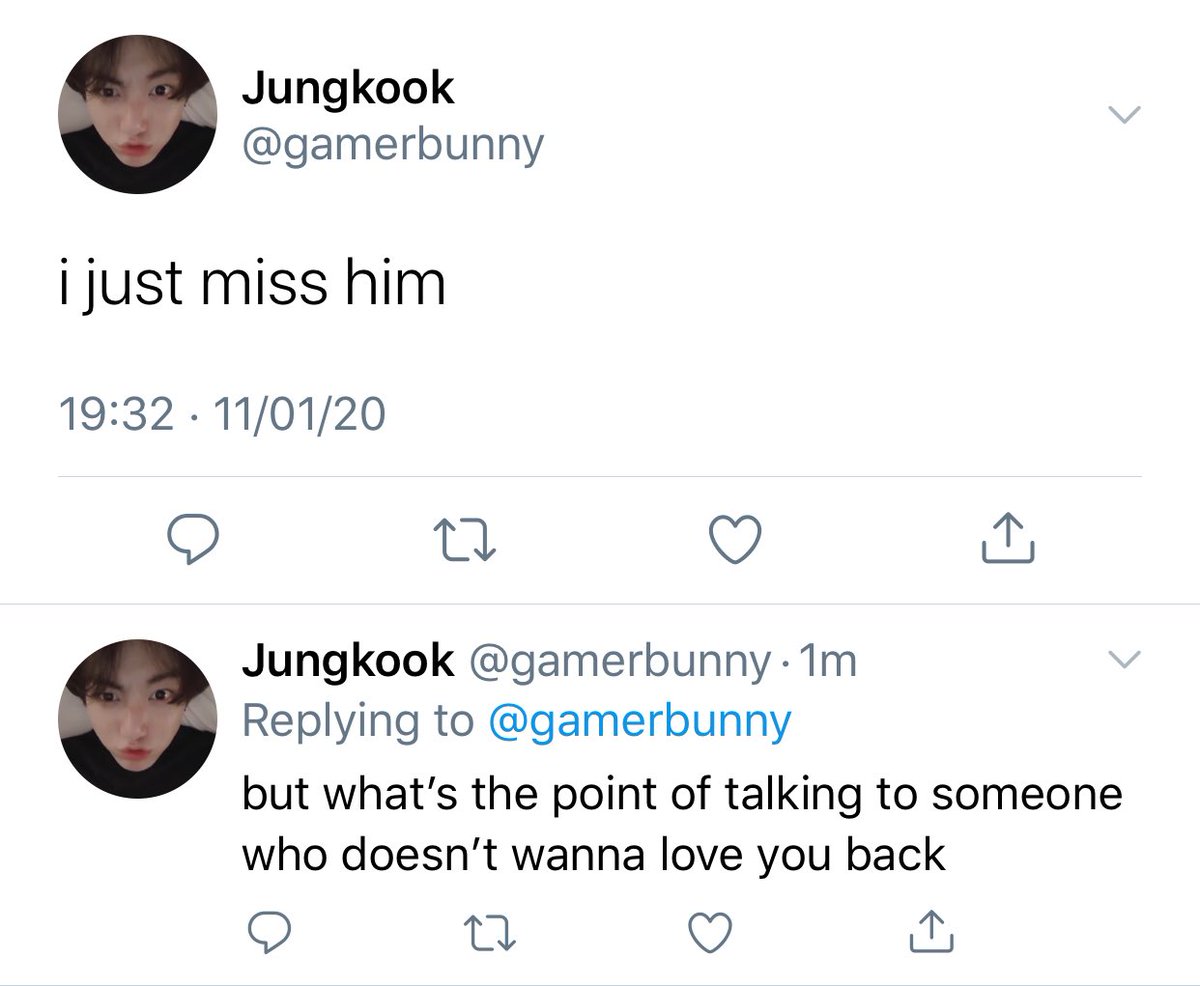 Jungkook
@gamerbunny
i just miss him
19:32 · 11/01/20
Jungkook @gamerbunny · 1m
Replying to @gamerbunny
but what’s the point of talking to someone
who doesn’t wanna love you back